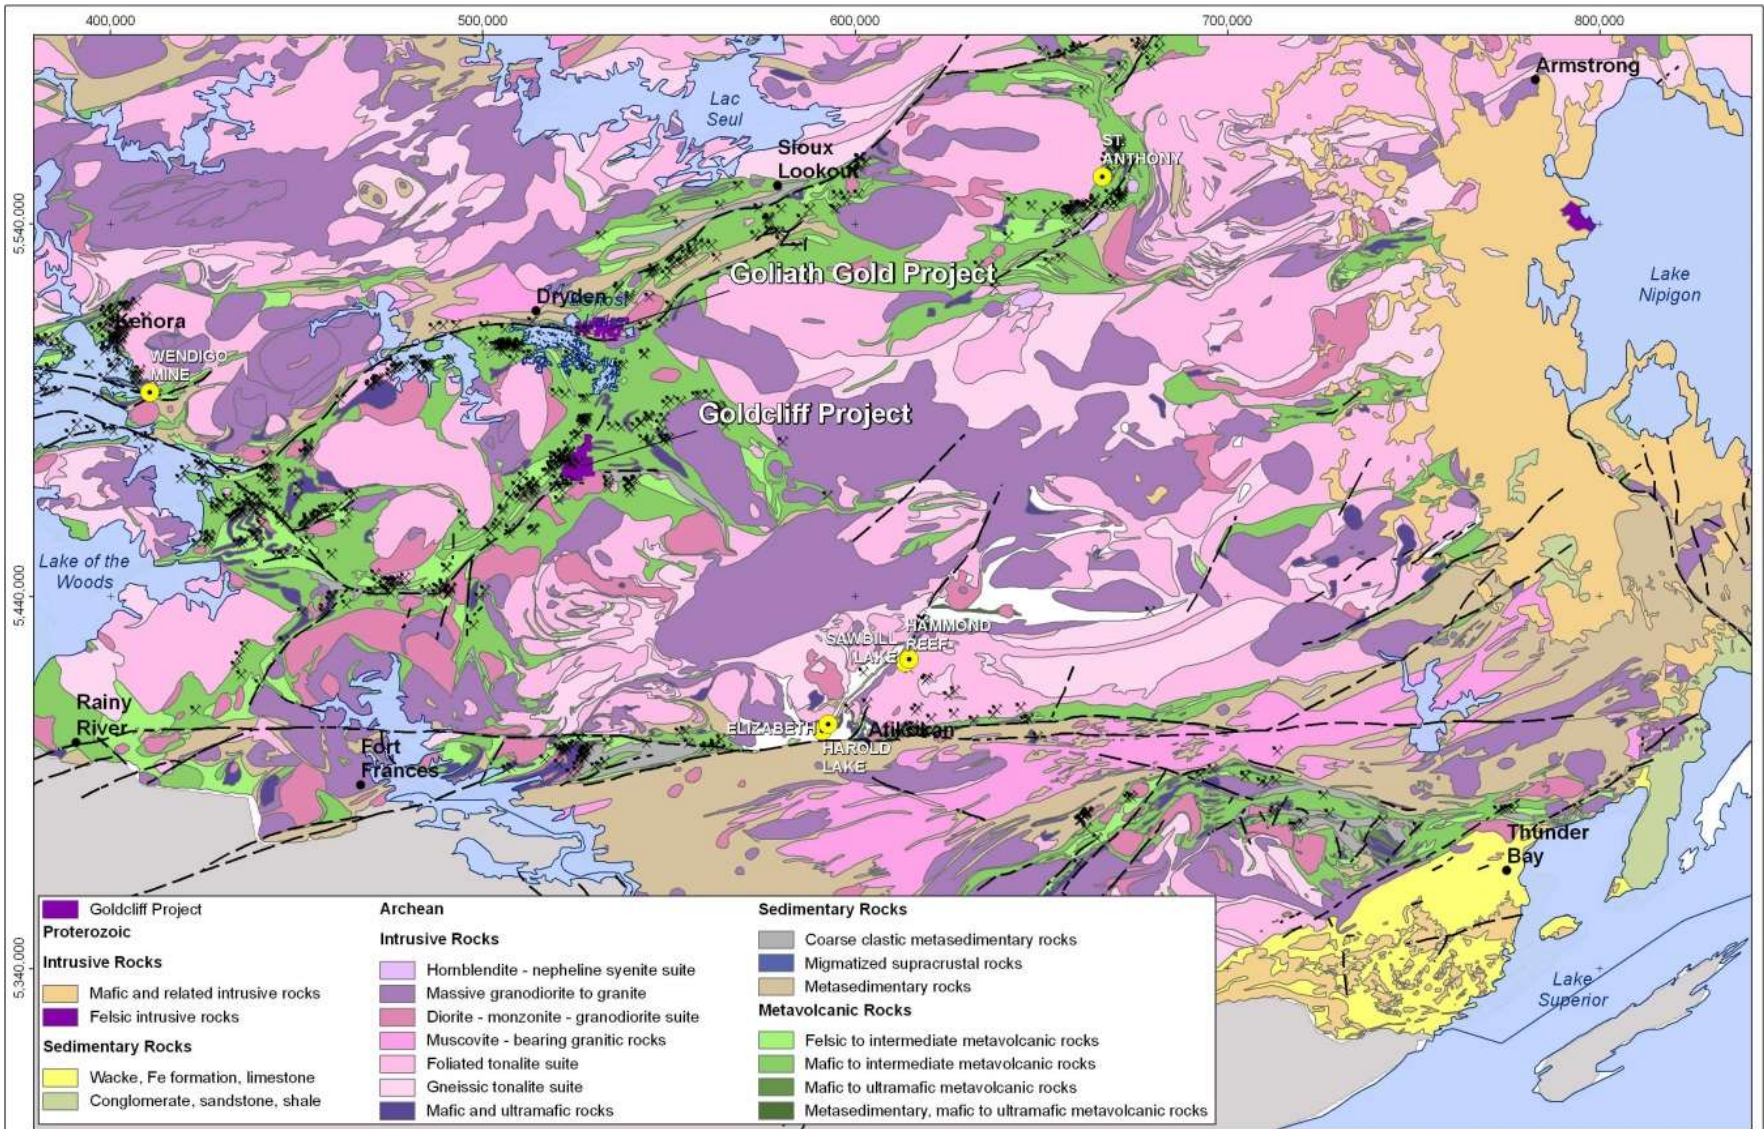 400,000 500,000 600,000 700,000 800,000
5,540,000
5,440,000
5,340,000
Armstrong
Lac
Seul
Sioux
Lookout
ST.
ANTHONY
Goliath Gold Project
Lake
Nipigon
Dryden
Kenora
WENDIGO
MINE
Goldcliff Project
Lake of the
Woods
HAMMOND
REEF
SAWBILL
LAKE
Rainy
River
ELIZABETH
Atikokan
HAROLD
LAKE
Fort
Frances
Thunder
Bay
Lake
Superior
Goldcliff Project
Proterozoic
Intrusive Rocks
Mafic and related intrusive rocks
Felsic intrusive rocks
Sedimentary Rocks
Wacke, Fe formation, limestone
Conglomerate, sandstone, shale
Archean
Intrusive Rocks
Hornblendite - nepheline syenite suite
Massive granodiorite to granite
Diorite - monzonite - granodiorite suite
Muscovite - bearing granitic rocks
Foliated tonalite suite
Gneissic tonalite suite
Mafic and ultramafic rocks
Sedimentary Rocks
Coarse clastic metasedimentary rocks
Migmatized supracrustal rocks
Metasedimentary rocks
Metavolcanic Rocks
Felsic to intermediate metavolcanic rocks
Mafic to intermediate metavolcanic rocks
Mafic to ultramafic metavolcanic rocks
Metasedimentary, mafic to ultramafic metavolcanic rocks